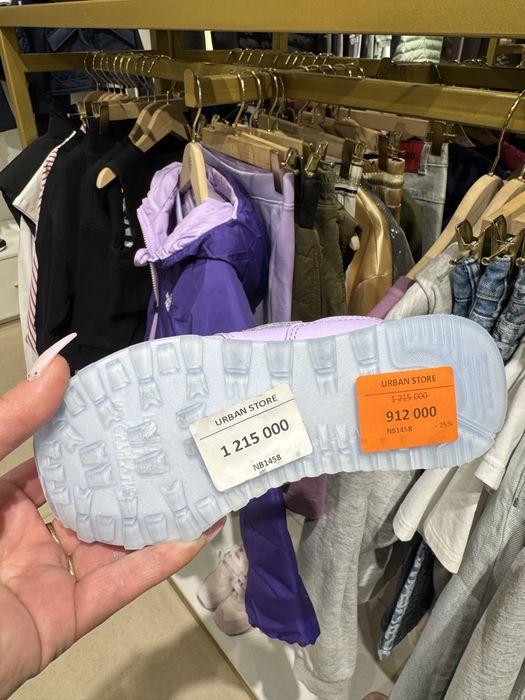 URBAN STORE
1 215 000
NB1458
URBAN STORE
1 215 000
912 000
NB1458
- 25%